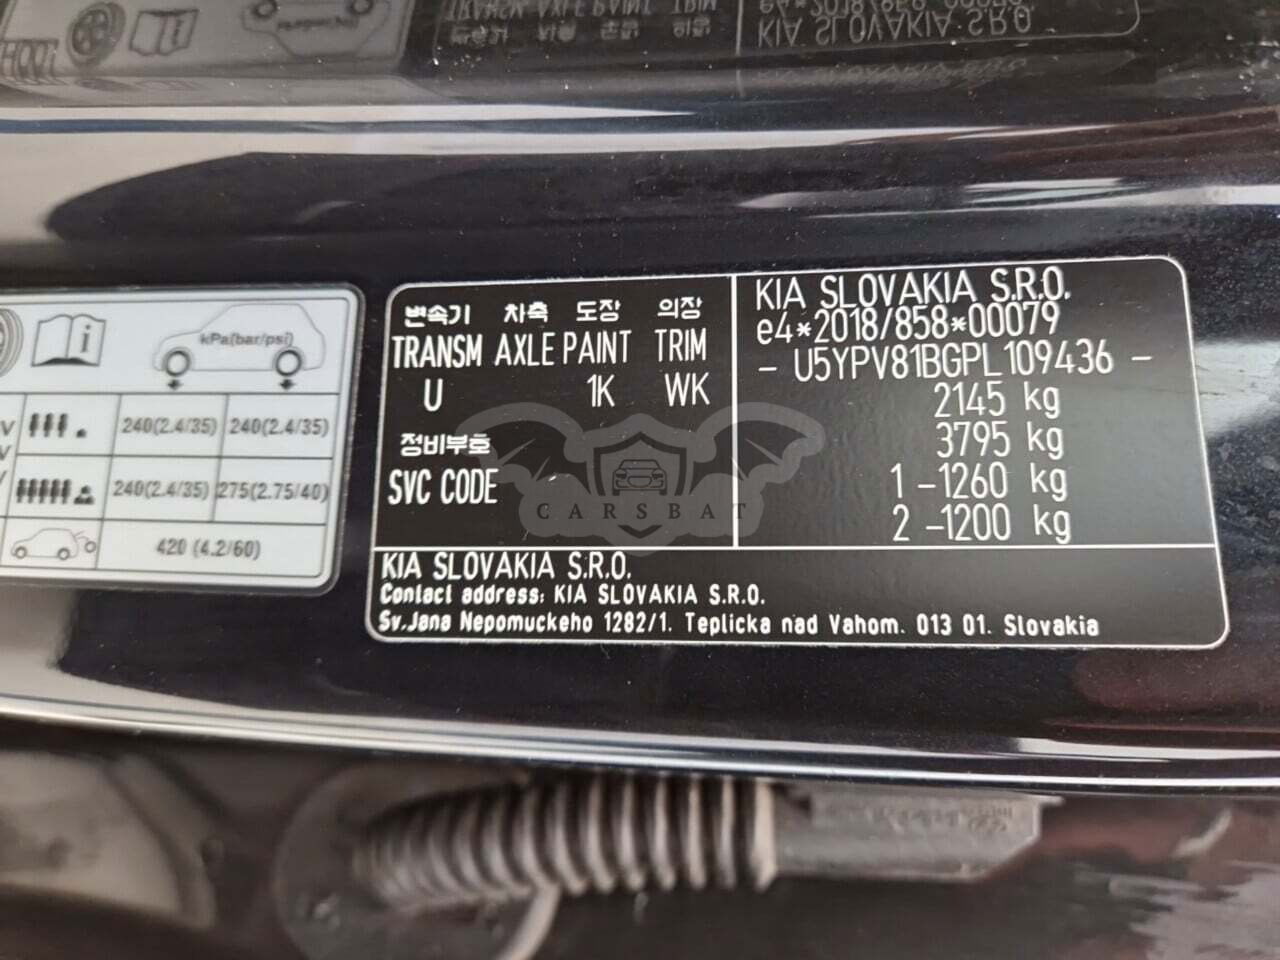 kPa(bar/psi)
240(2.4/35) 240(2.4/35)
240(2.4/35) 275(2.75/40)
420 (4.2/60)
변속기 차축 도장 의장
TRANSM AXLE PAINT TRIM
U 1K WK
정비부호
SVC CODE
KIA SLOVAKIA S.R.O.
e4*2018/858*00079
- U5YPV81BGPL109436 -
2145 kg
3795 kg
1 -1260 kg
2 -1200 kg
CARSBAT
KIA SLOVAKIA S.R.O.
Contact address: KIA SLOVAKIA S.R.O.
Sv.Jana Nepomuckeho 1282/1. Teplicka nad Vahom. 013 01. Slovakia